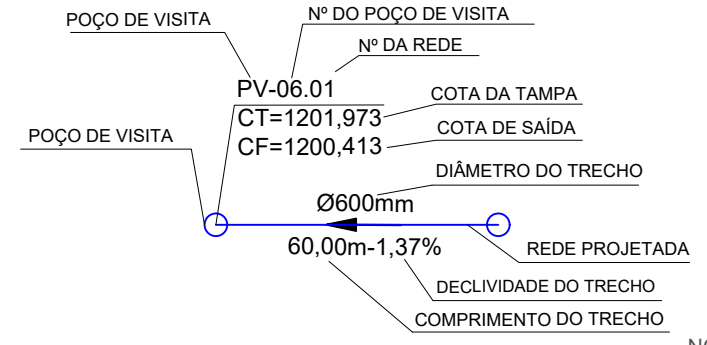 POÇO DE VISITA
Nº DO POÇO DE VISITA
Nº DA REDE
PV-06.01
CT=1201,973
COTA DA TAMPA
CF=1200,413
COTA DE SAÍDA
POÇO DE VISITA
DIÂMETRO DO TRECHO
Ø600mm
60,00m-1,37%
REDE PROJETADA
DECLIVIDADE DO TRECHO
COMPRIMENTO DO TRECHO